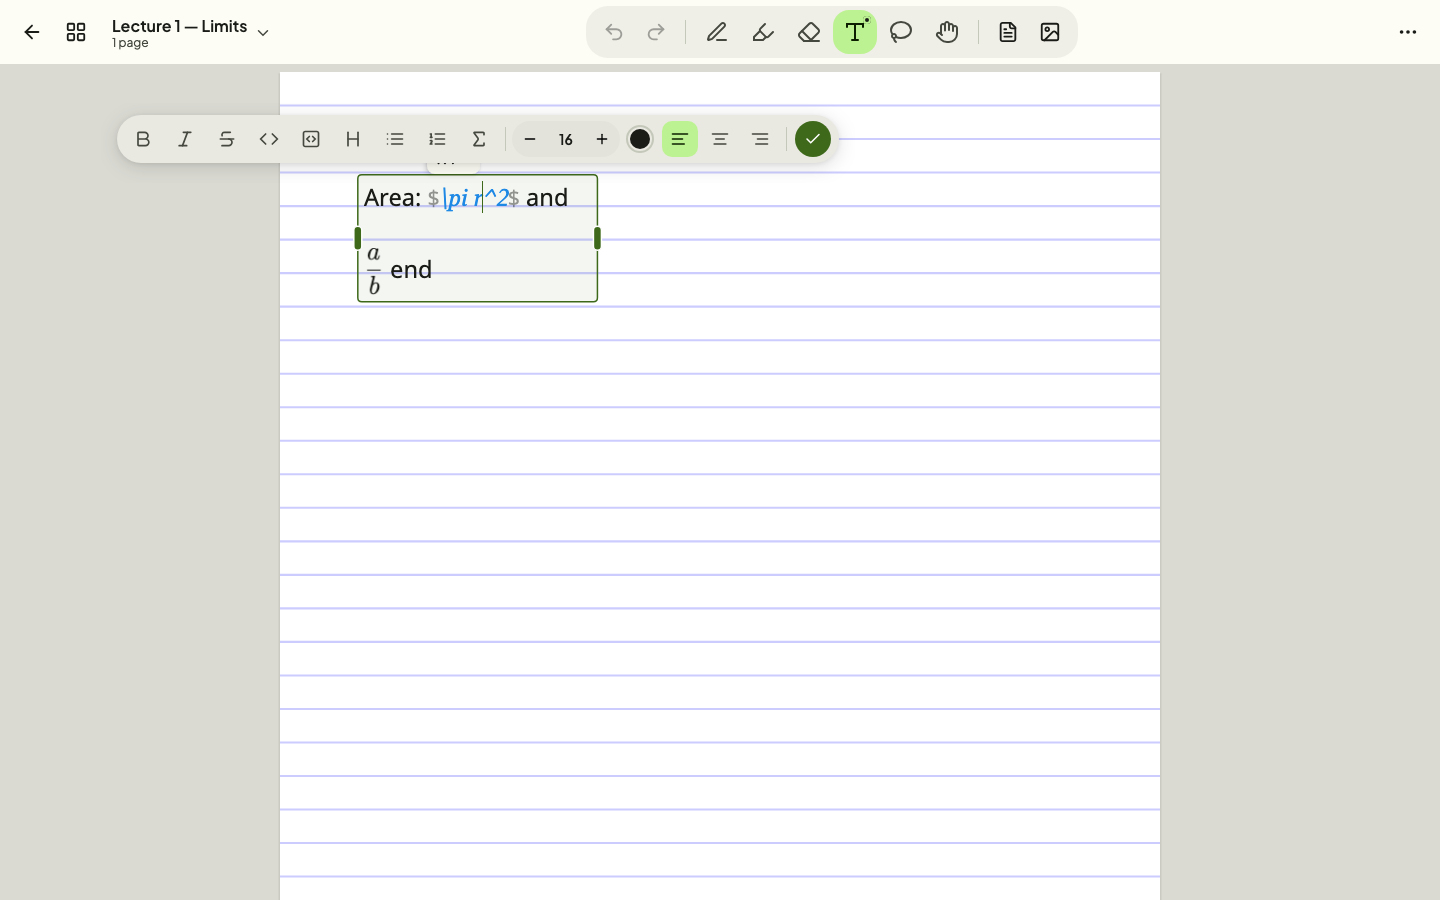 Lecture 1 — Limits
1 page
16
Area: $\pi r^2$ and
a
b
end